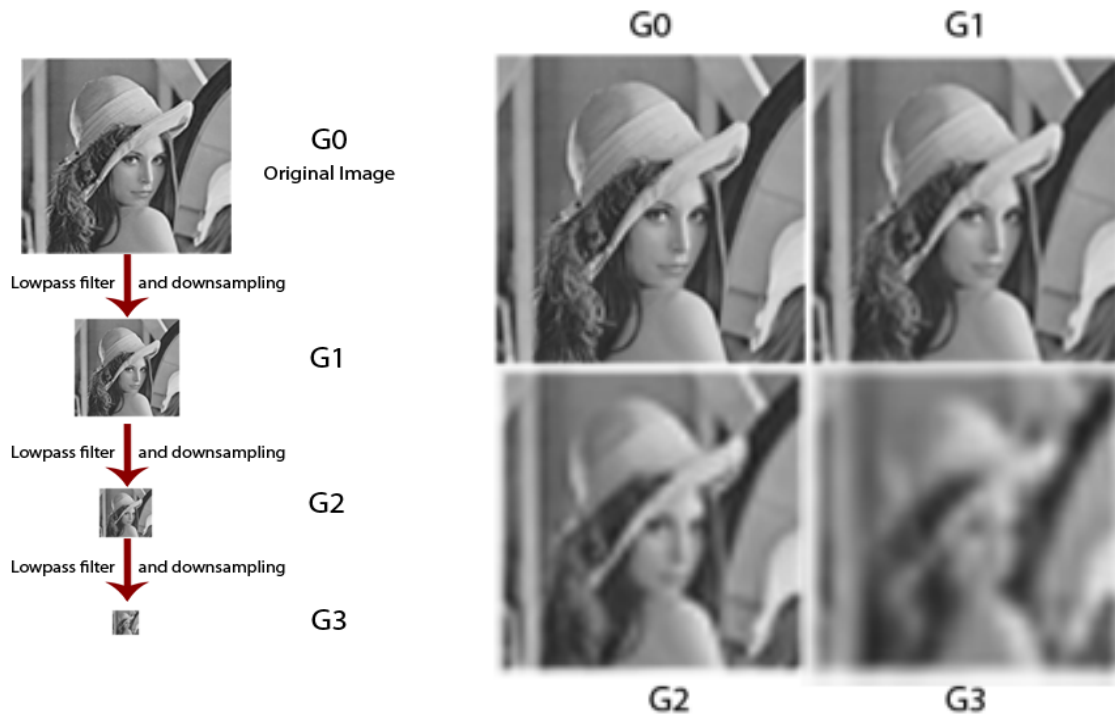 G0
Original Image
Lowpass filter and downsampling
G1
Lowpass filter and downsampling
G2
Lowpass filter and downsampling
G3
G0 G1
G2 G3